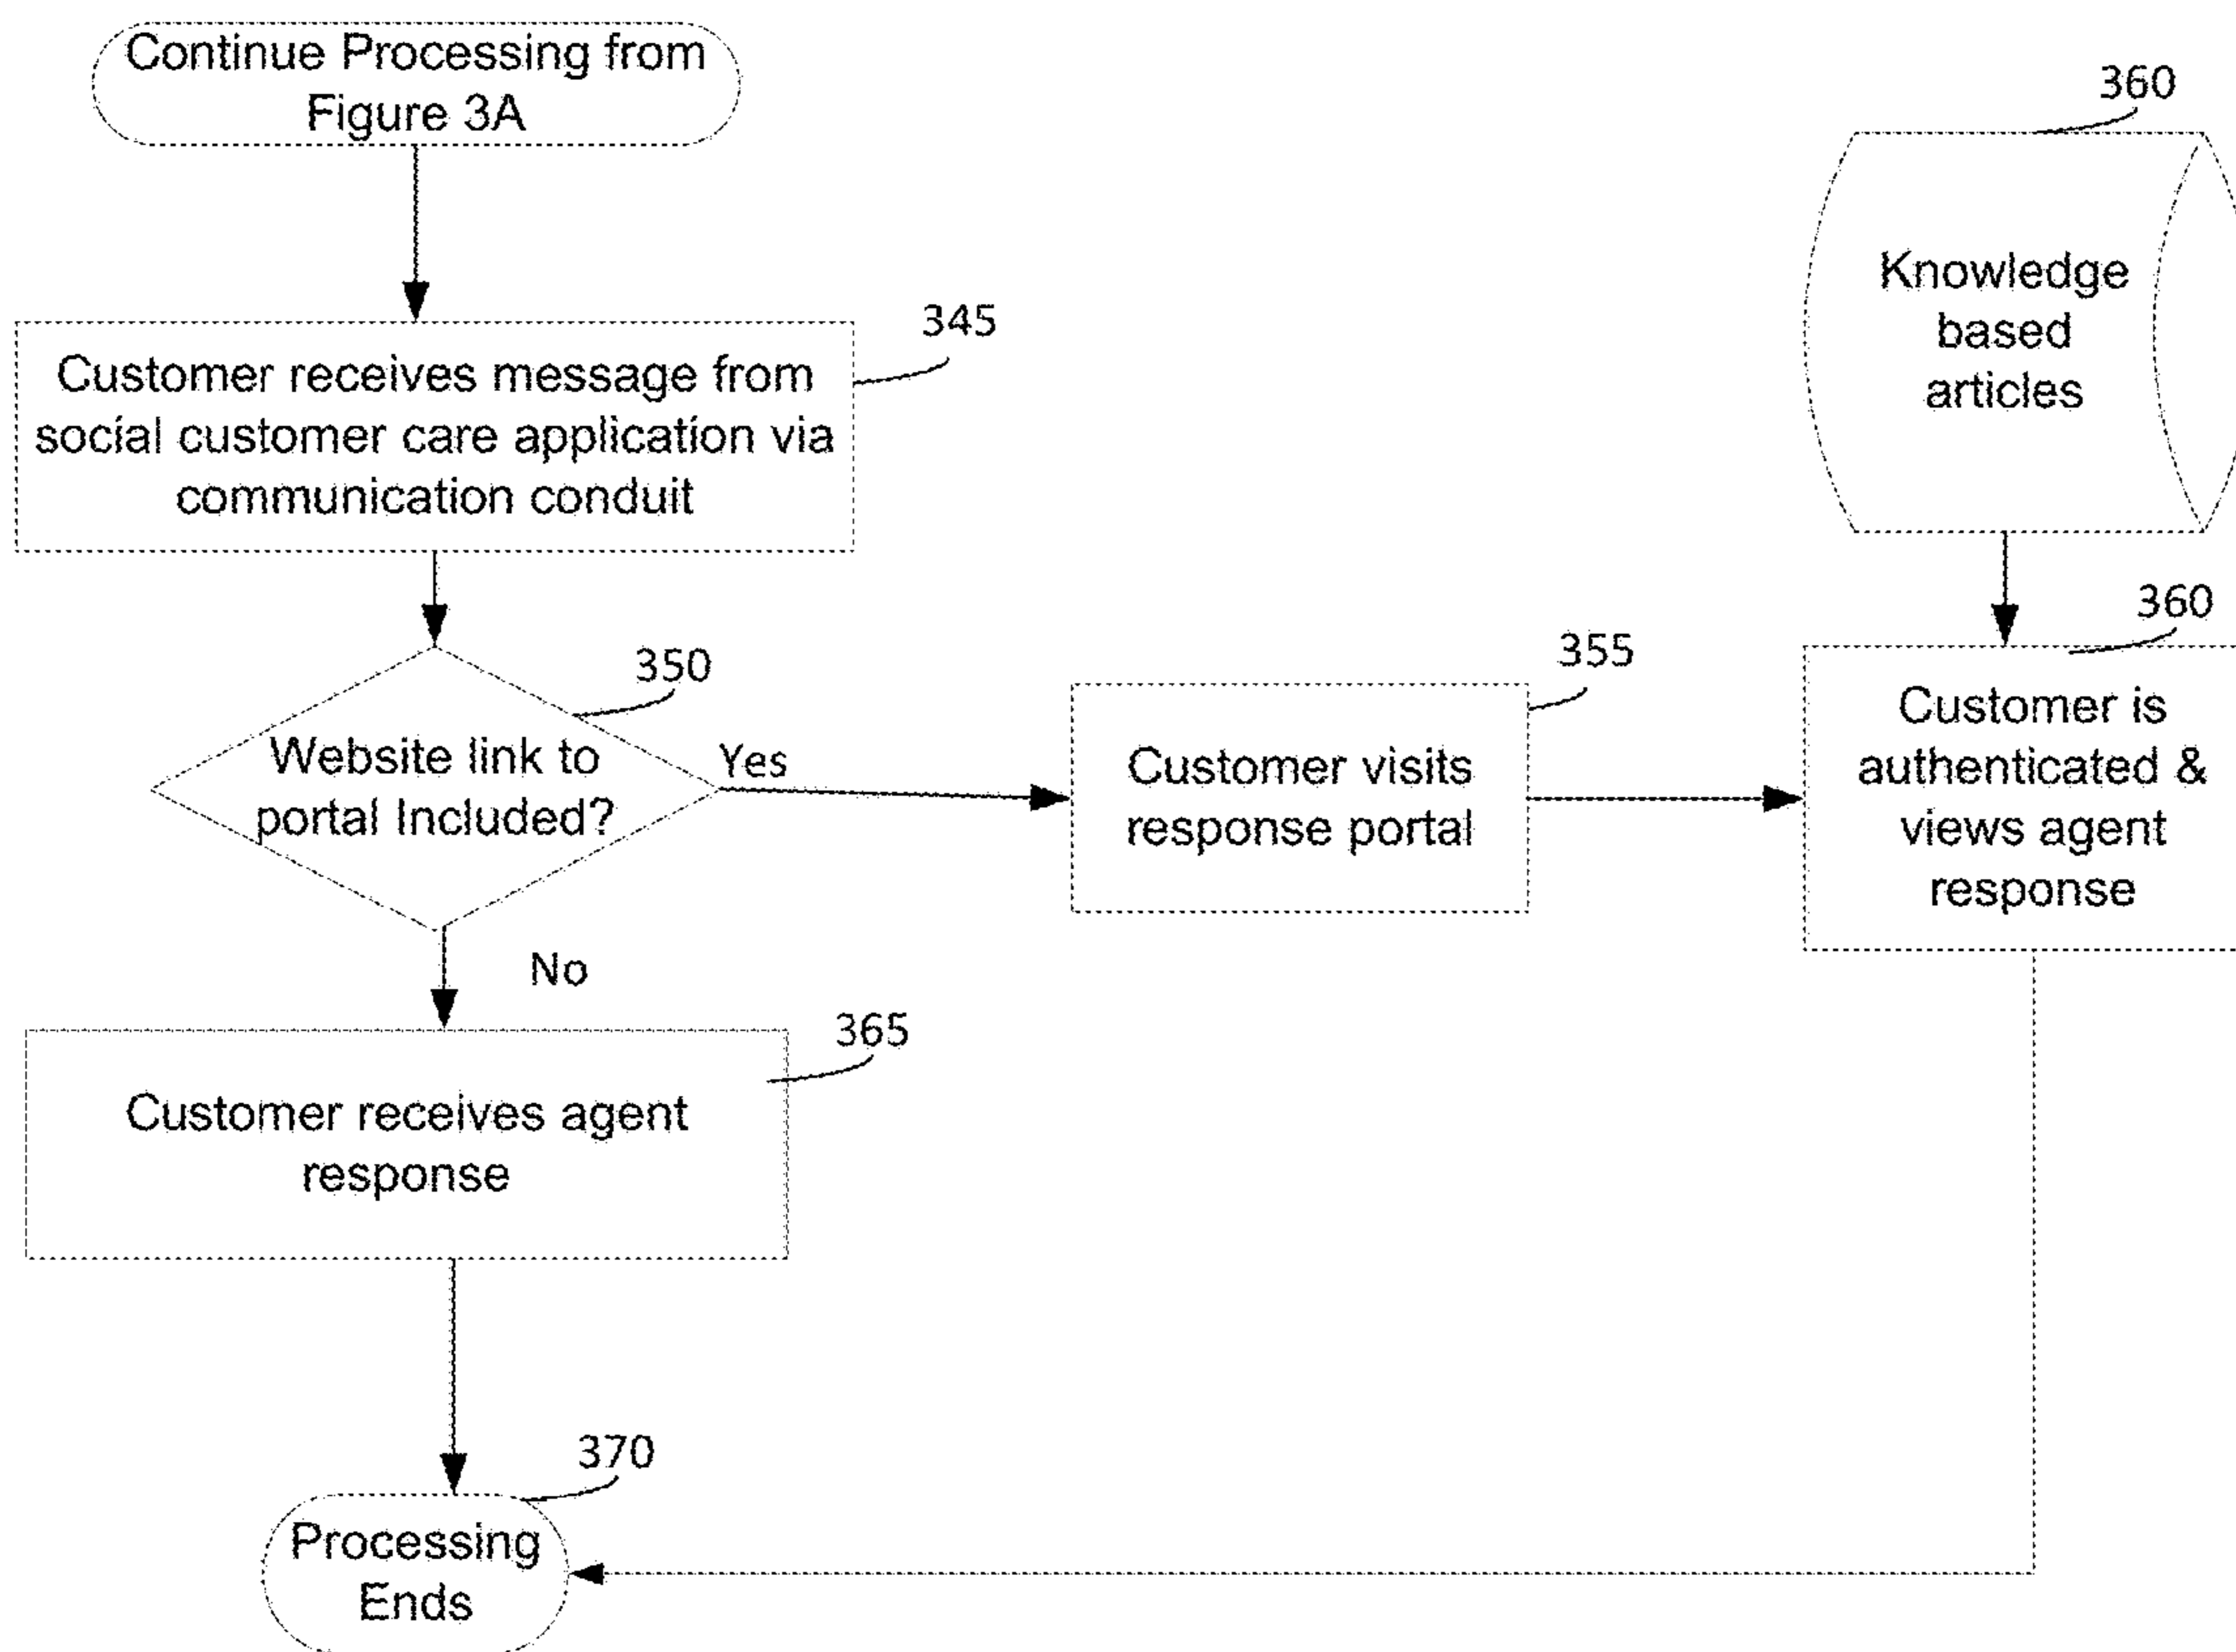 Continue Processing from
Figure 3A
360
Knowledge
based
articles
345
Customer receives message from
social customer care application via
communication conduit
350
Website link to
portal Included?
Yes
355
Customer visits
response portal
360
Customer is
authenticated &
views agent
response
No
365
Customer receives agent
response
370
Processing
Ends